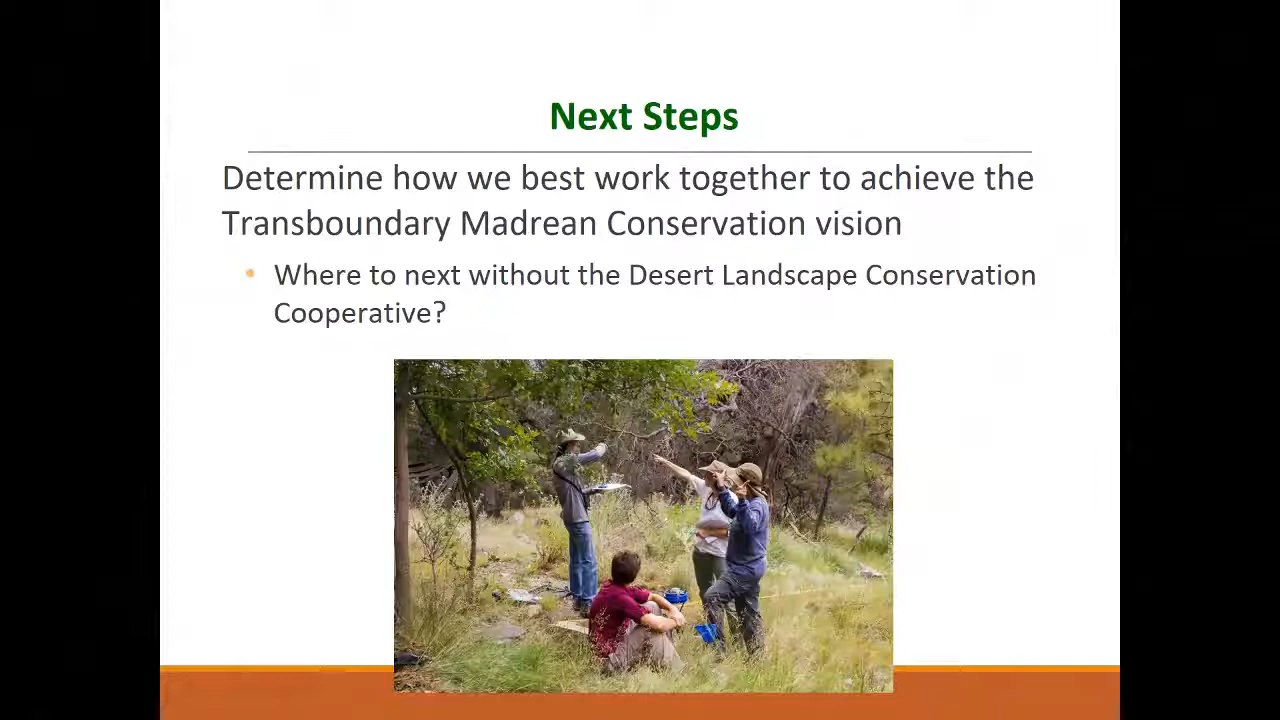 Next Steps
Determine how we best work together to achieve the
Transboundary Madrean Conservation vision
• Where to next without the Desert Landscape Conservation
Cooperative?